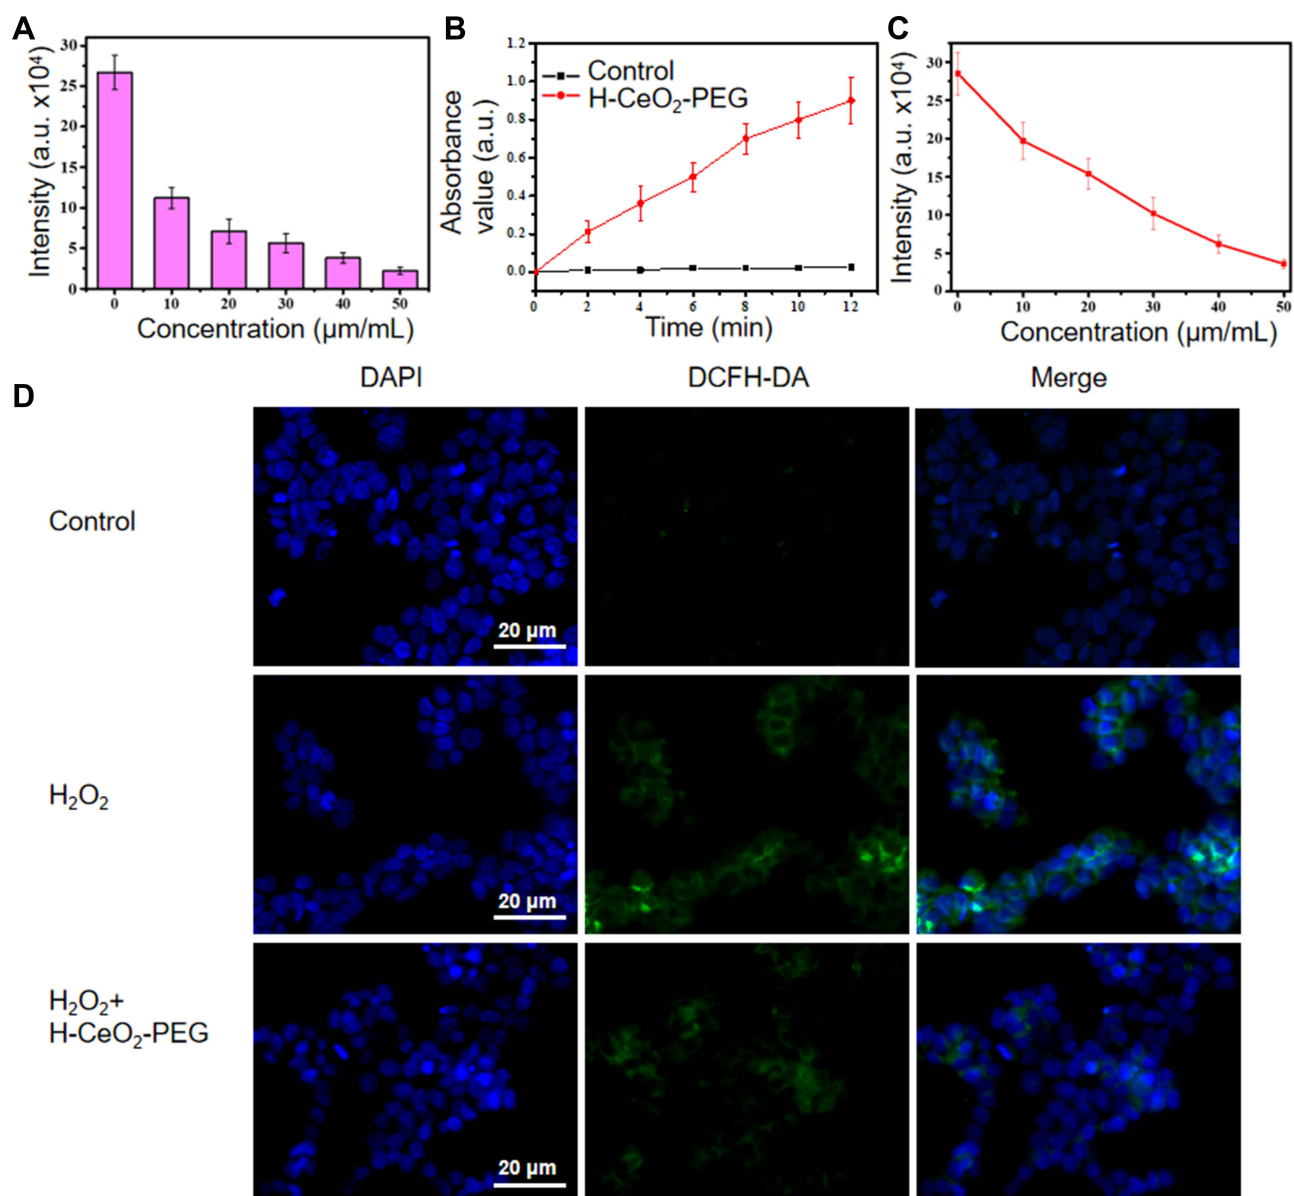 A
Intensity (a.u. x10⁴)
30
25
20
15
10
5
0
0 10 20 30 40 50
Concentration (µm/mL)
B
Absorbance
value (a.u.)
1.2
1.0
0.8
0.6
0.4
0.2
0.0
Control
H-CeO₂-PEG
0 2 4 6 8 10 12
Time (min)
C
Intensity (a.u. x10⁴)
30
25
20
15
10
5
0
0 10 20 30 40 50
Concentration (µm/mL)
D
DAPI DCFH-DA Merge
Control
20 µm
H₂O₂
20 µm
H₂O₂+
H-CeO₂-PEG
20 µm